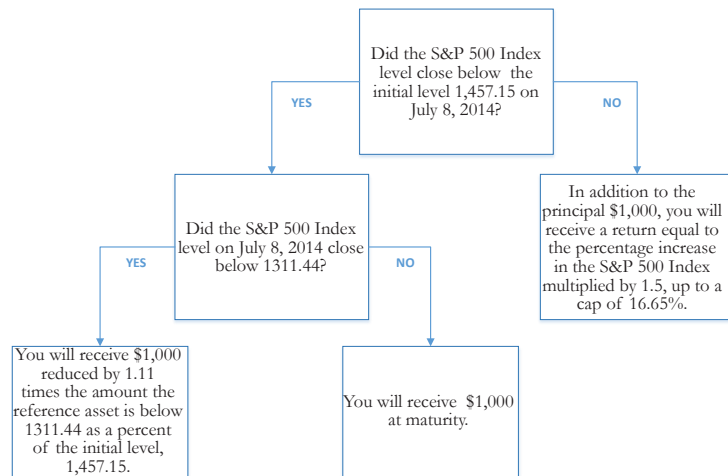 Did the S&P 500 Index
level close below the
initial level 1,457.15 on
July 8, 2014?
YES
NO
Did the S&P 500 Index
level on July 8, 2014 close
below 1311.44?
In addition to the
principal $1,000, you will
receive a return equal to
the percentage increase
in the S&P 500 Index
multiplied by 1.5, up to a
cap of 16.65%.
YES
NO
You will receive $1,000
reduced by 1.11
times the amount the
reference asset is below
1311.44 as a percent
of the initial level,
1,457.15.
You will receive $1,000
at maturity.